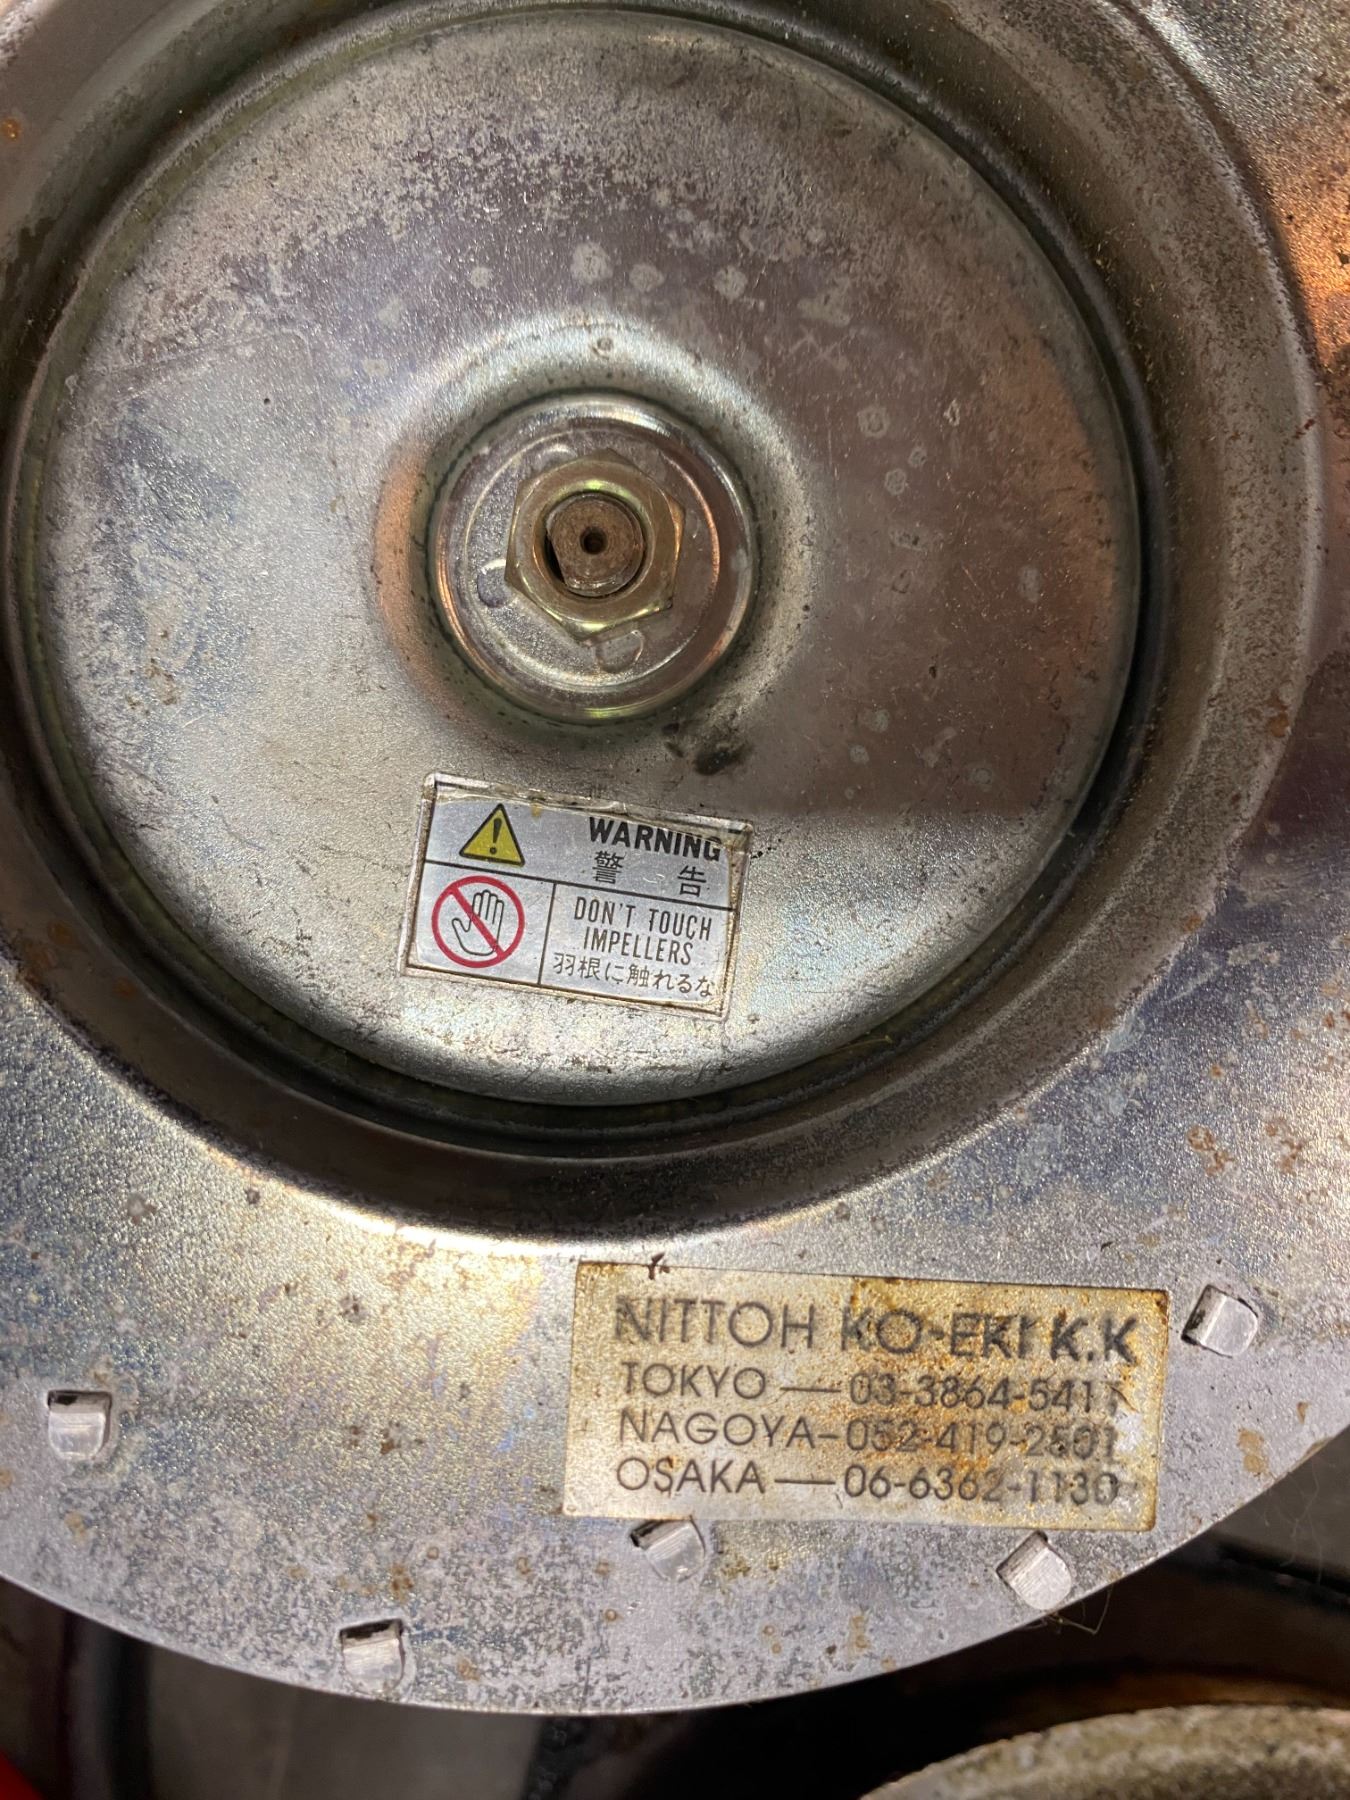 WARNING
警 告
DON'T TOUCH
IMPELLERS
羽根に触れるな
NITTOH KO-EKI K.K
TOKYO — 03-3864-5411
NAGOYA-052-419-2501
OSAKA — 06-6362-1130